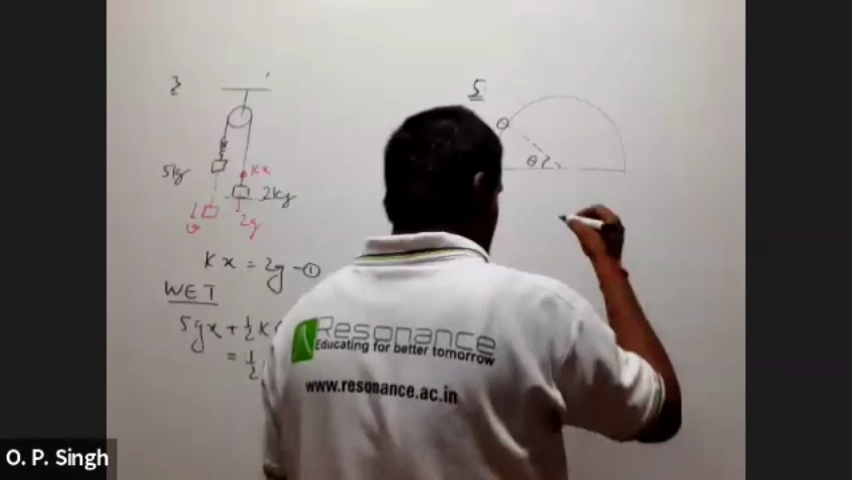 3
5kg
kx
2kg
2g
v
kx = 2g - ①
WET
5gx + ½k
= ½
5
θ
Resonance
Educating for better tomorrow
www.resonance.ac.in
O. P. Singh